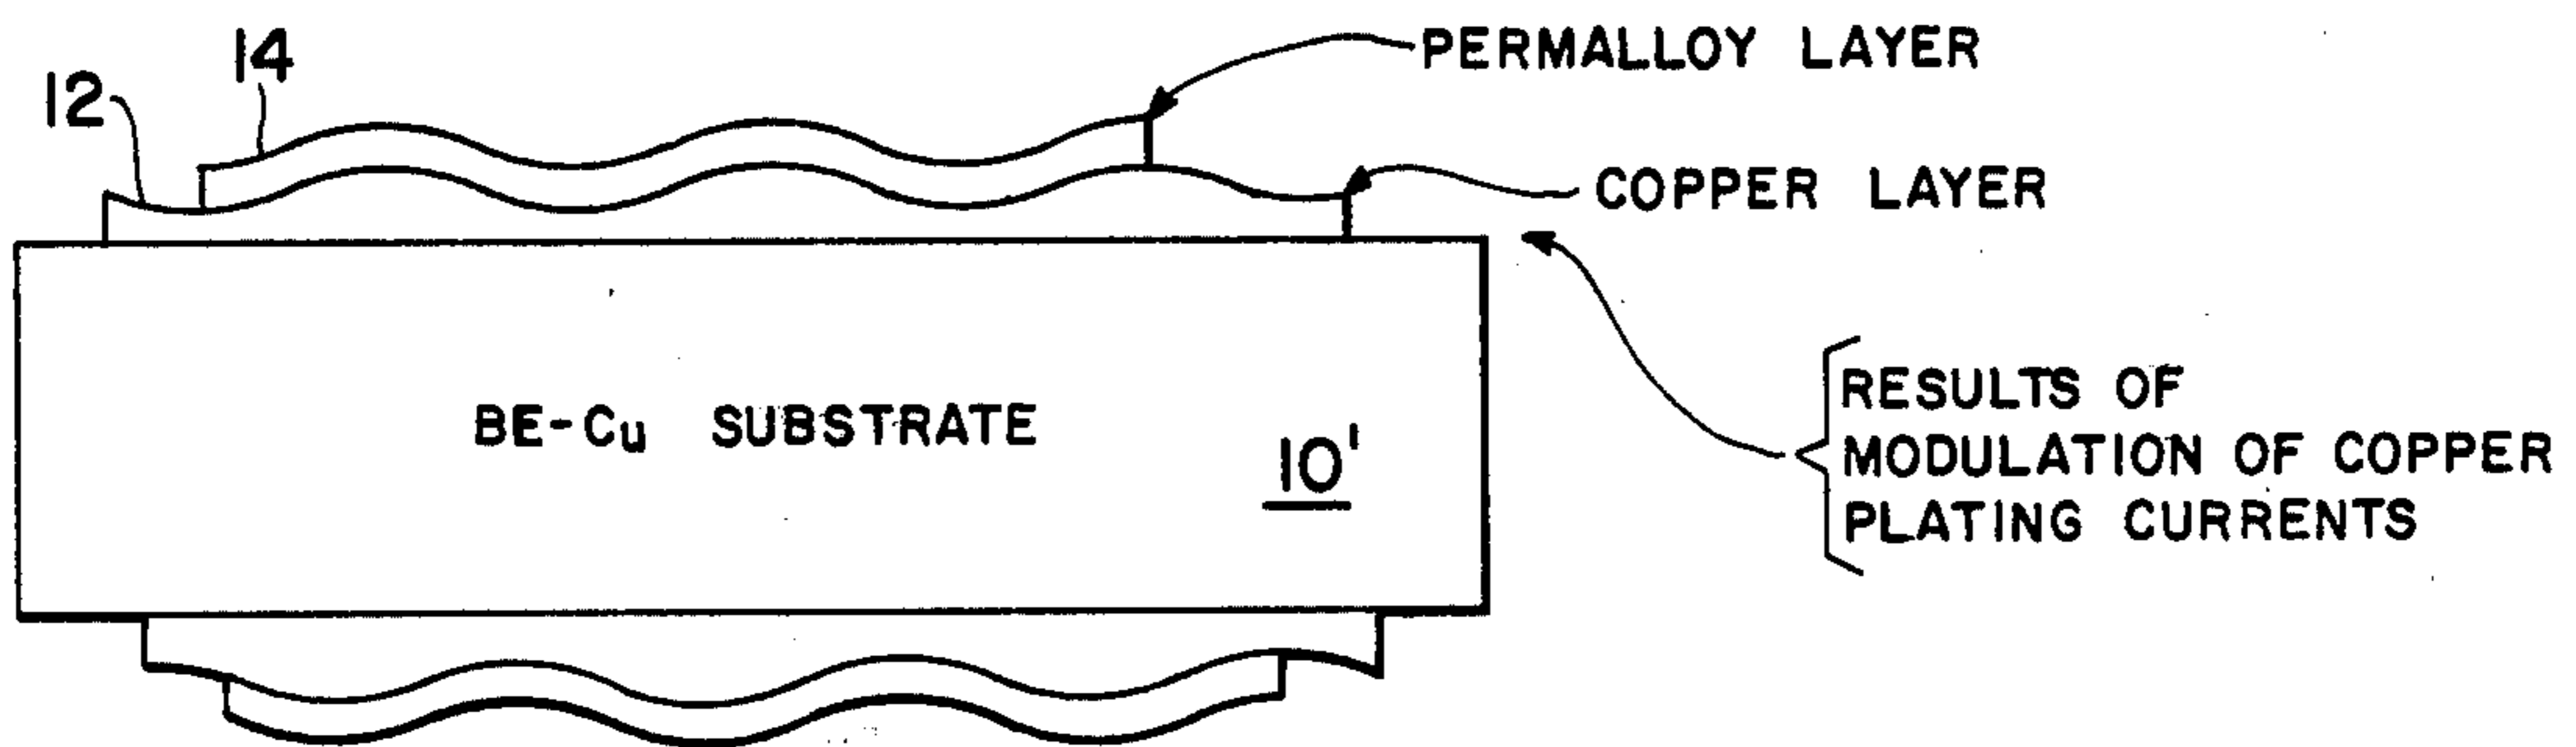 14
12
PERMALLOY LAYER
COPPER LAYER
BE-Cu SUBSTRATE
10'
RESULTS OF
MODULATION OF COPPER
PLATING CURRENTS